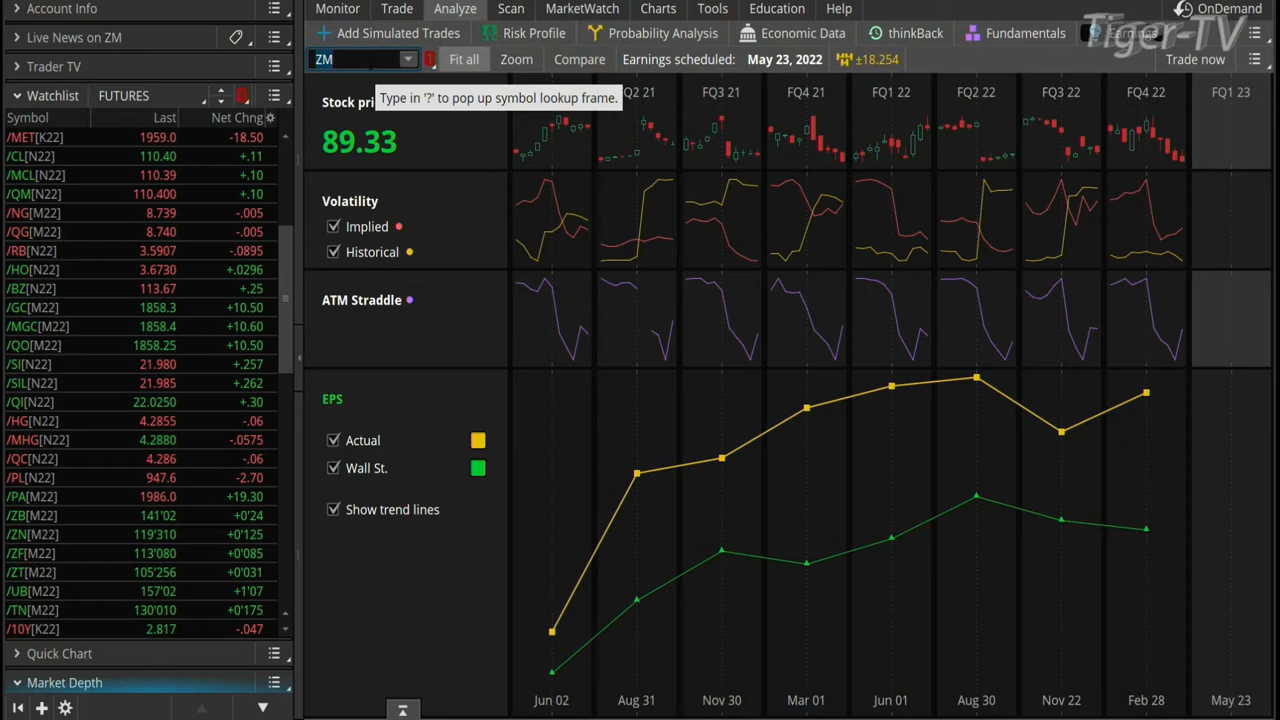 Account Info
Monitor Trade Analyze Scan MarketWatch Charts Tools Education Help OnDemand
Live News on ZM
Add Simulated Trades Risk Profile Probability Analysis Economic Data thinkBack Fundamentals Earnings
Tiger-TV
Trader TV
ZM 1 Fit all Zoom Compare Earnings scheduled: May 23, 2022 MMM ±18.254 Trade now
Watchlist FUTURES
Type in '?' to pop up symbol lookup frame.
Stock pri
89.33
Q2 21 FQ3 21 FQ4 21 FQ1 22 FQ2 22 FQ3 22 FQ4 22 FQ1 23
Symbol Last Net Chng
/MET[K22] 1959.0 -18.50
/CL[N22] 110.40 +.11
/MCL[N22] 110.39 +.10
/QM[N22] 110.400 +.10
/NG[M22] 8.739 -.005
/QG[M22] 8.740 -.005
/RB[M22] 3.5907 -.0895
/HO[N22] 3.6730 +.0296
/BZ[N22] 113.67 +.25
/GC[M22] 1858.3 +10.50
/MGC[M22] 1858.4 +10.60
/QO[M22] 1858.25 +10.50
/SI[N22] 21.980 +.257
/SIL[N22] 21.985 +.262
/QI[N22] 22.0250 +.30
/HG[N22] 4.2855 -.06
/MHG[N22] 4.2880 -.0575
/QC[N22] 4.286 -.06
/PL[N22] 947.6 -2.70
/PA[M22] 1986.0 +19.30
/ZB[M22] 141'02 +0'24
/ZN[M22] 119'310 +0'125
/ZF[M22] 113'080 +0'085
/ZT[M22] 105'256 +0'031
/UB[M22] 157'02 +1'07
/TN[M22] 130'010 +0'175
/10Y[K22] 2.817 -.047
Quick Chart
Market Depth
Volatility
Implied
Historical
ATM Straddle
EPS
Actual
Wall St.
Show trend lines
Jun 02 Aug 31 Nov 30 Mar 01 Jun 01 Aug 30 Nov 22 Feb 28 May 23